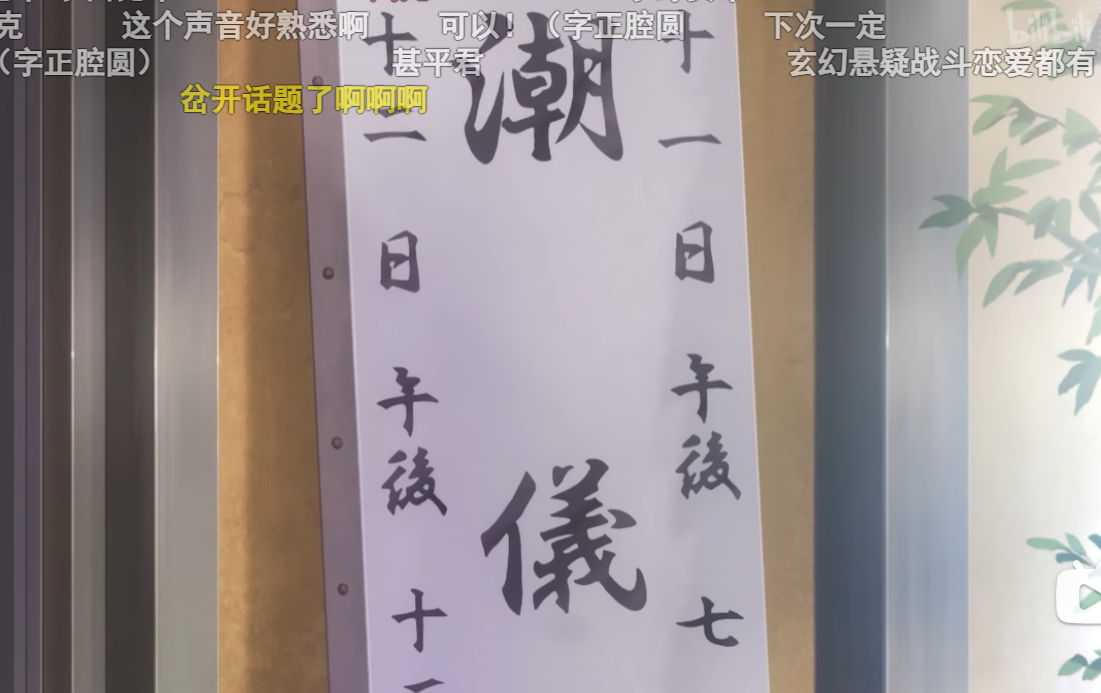 克
这个声音好熟悉啊
可以！（字正腔圆
下次一定
（字正腔圆）
甚平君
玄幻悬疑战斗恋爱都有
岔开话题了啊啊啊
bilibili
十一日午後七
潮儀
十二日午後十一